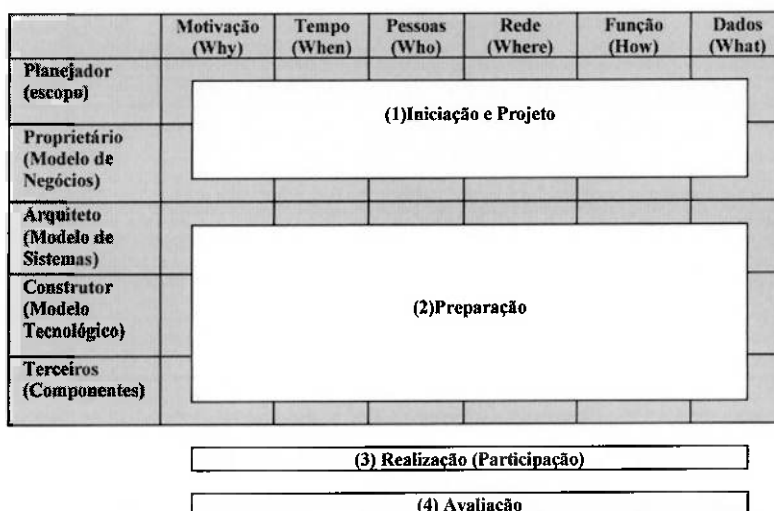 Motivação Tempo Pessoas Rede Função Dados
(Why) (When) (Who) (Where) (How) (What)
Planejador
(escopo)
(1)Iniciação e Projeto
Proprietário
(Modelo de
Negócios)
Arquiteto
(Modelo de
Sistemas)
Construtor
(Modelo
Tecnológico)
(2)Preparação
Terceiros
(Componentes)
(3) Realização (Participação)
(4) Avaliação